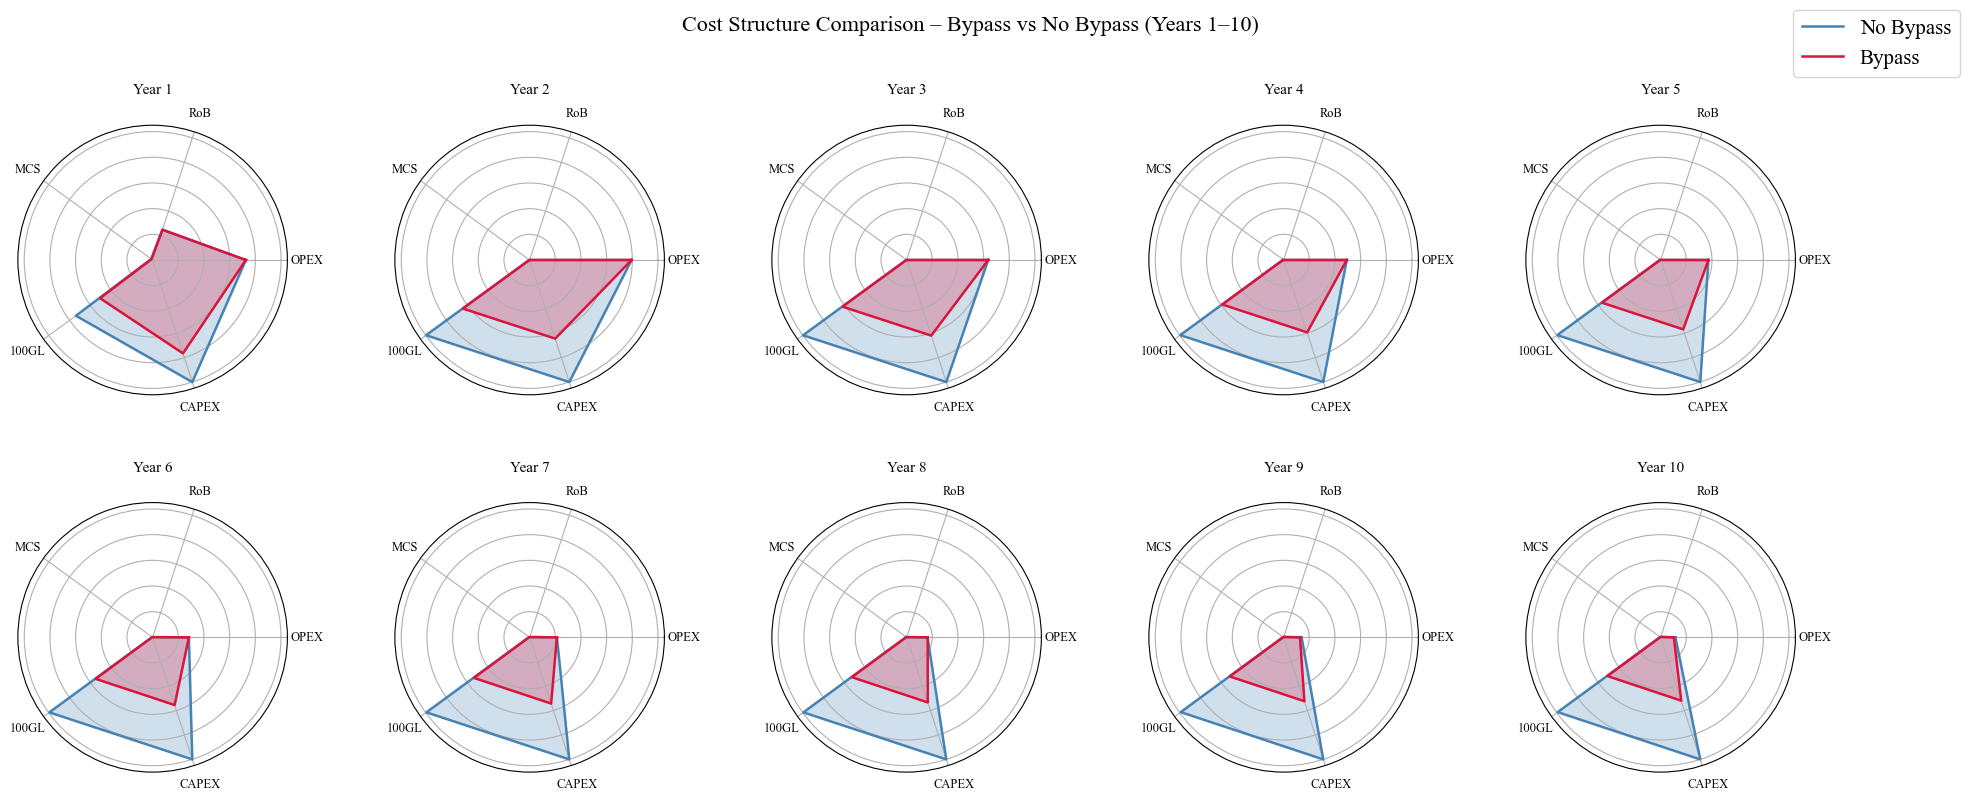 Cost Structure Comparison – Bypass vs No Bypass (Years 1–10)
No Bypass
Bypass
Year 1
RoB
MCS
OPEX
100GL
CAPEX
Year 2
RoB
MCS
OPEX
100GL
CAPEX
Year 3
RoB
MCS
OPEX
100GL
CAPEX
Year 4
RoB
MCS
OPEX
100GL
CAPEX
Year 5
RoB
MCS
OPEX
100GL
CAPEX
Year 6
RoB
MCS
OPEX
100GL
CAPEX
Year 7
RoB
MCS
OPEX
100GL
CAPEX
Year 8
RoB
MCS
OPEX
100GL
CAPEX
Year 9
RoB
MCS
OPEX
100GL
CAPEX
Year 10
RoB
MCS
OPEX
100GL
CAPEX